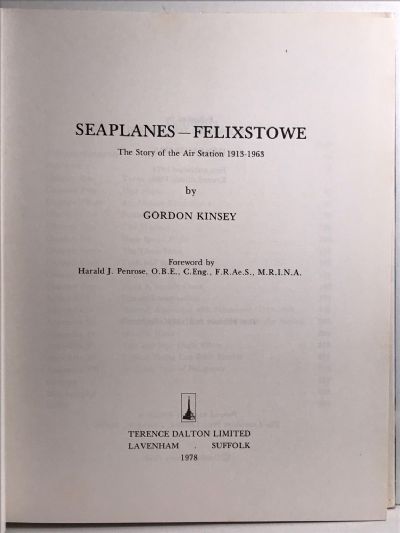 SEAPLANES — FELIXSTOWE
The Story of the Air Station 1913-1963
by
GORDON KINSEY
Foreword by
Harald J. Penrose, O.B.E., C.Eng., F.R.Ae.S., M.R.I.N.A.
TERENCE DALTON LIMITED
LAVENHAM . SUFFOLK
1978